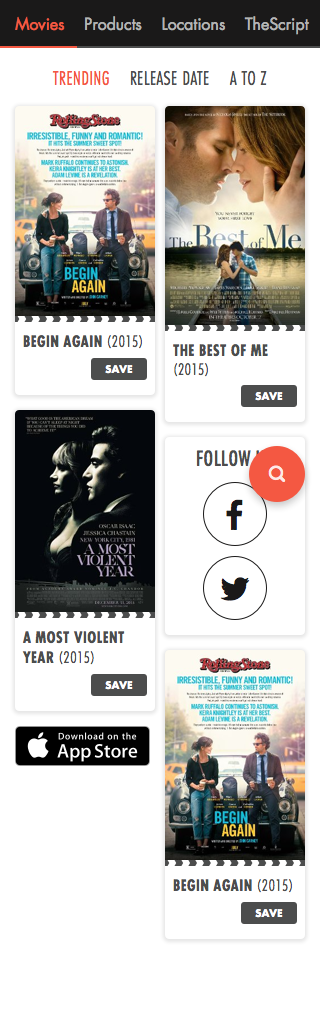 Movies Products Locations TheScript
TRENDING RELEASE DATE A TO Z
RollingStone
IRRESISTIBLE, FUNNY AND ROMANTIC!
IT HITS THE SUMMER SWEET SPOT!
MARK RUFFALO CONTINUES TO ASTONISH.
KEIRA KNIGHTLEY IS AT HER BEST.
ADAM LEVINE IS A REVELATION.
BEGIN
AGAIN
BEGIN AGAIN (2015)
SAVE
The Best of Me
THE BEST OF ME
(2015)
SAVE
OSCAR ISAAC
JESSICA CHASTAIN
NEW YORK CITY, 1981
A MOST
VIOLENT
YEAR
A MOST VIOLENT
YEAR (2015)
SAVE
FOLLOW
Download on the
App Store
RollingStone
IRRESISTIBLE, FUNNY AND ROMANTIC!
IT HITS THE SUMMER SWEET SPOT!
MARK RUFFALO CONTINUES TO ASTONISH.
KEIRA KNIGHTLEY IS AT HER BEST.
ADAM LEVINE IS A REVELATION.
BEGIN
AGAIN
BEGIN AGAIN (2015)
SAVE